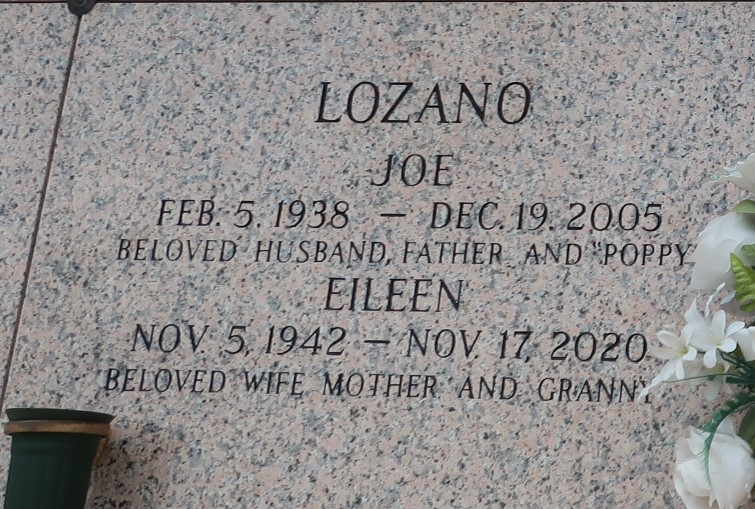 LOZANO
JOE
FEB. 5. 1938 — DEC. 19. 2005
BELOVED HUSBAND, FATHER AND "POPPY"
EILEEN
NOV. 5, 1942 — NOV. 17, 2020
BELOVED WIFE MOTHER AND GRANNY